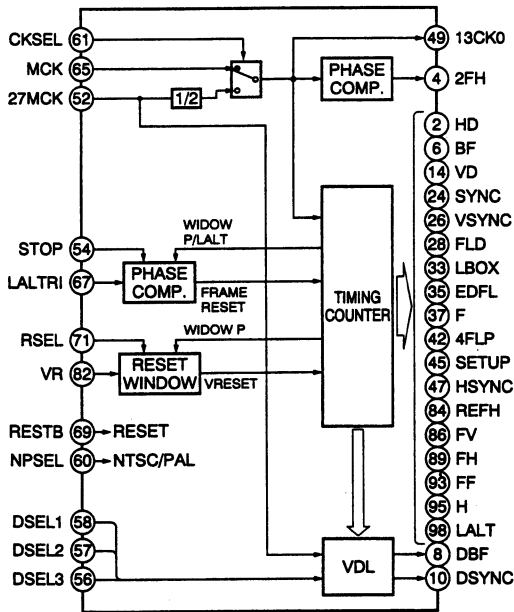 CKSEL 61
MCK 65
27MCK 52
1/2
PHASE
COMP.
49 13CK0
4 2FH
2 HD
6 BF
14 VD
24 SYNC
26 VSYNC
28 FLD
33 LBOX
35 EDFL
37 F
42 4FLP
45 SETUP
47 HSYNC
84 REFH
86 FV
89 FH
93 FF
95 H
98 LALT
8 DBF
10 DSYNC
WIDOW
P/LALT
STOP 54
LALTRI 67
PHASE
COMP.
FRAME
RESET
TIMING
COUNTER
RSEL 71
WIDOW P
VR 82
RESET
WINDOW
VRESET
RESTB 69 RESET
NPSEL 60 NTSC/PAL
DSEL1 58
DSEL2 57
DSEL3 56
VDL